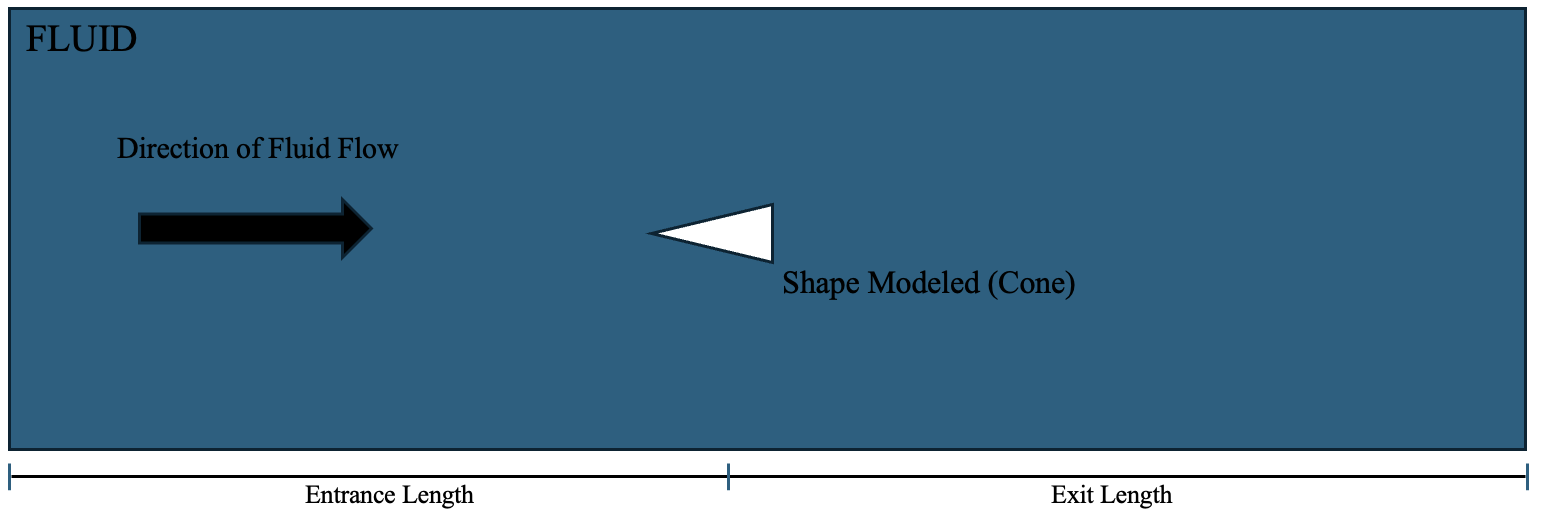 FLUID
Direction of Fluid Flow
Shape Modeled (Cone)
Entrance Length
Exit Length